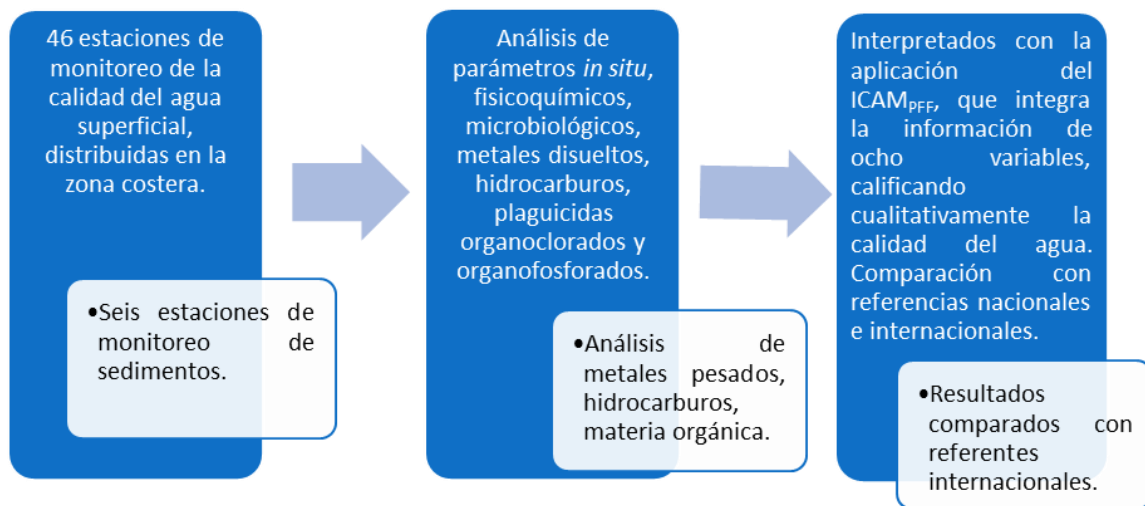 46 estaciones de
monitoreo de la
calidad del agua
superficial,
distribuidas en la
zona costera.
•Seis estaciones de
monitoreo de
sedimentos.
Análisis de
parámetros in situ,
fisicoquímicos,
microbiológicos,
metales disueltos,
hidrocarburos,
plaguicidas
organoclorados y
organofosforados.
•Análisis de
metales pesados,
hidrocarburos,
materia orgánica.
Interpretados con la
aplicación del
ICAMPFF, que integra
la información de
ocho variables,
calificando
cualitativamente la
calidad del agua.
Comparación con
referencias nacionales
e internacionales.
•Resultados
comparados con
referentes
internacionales.